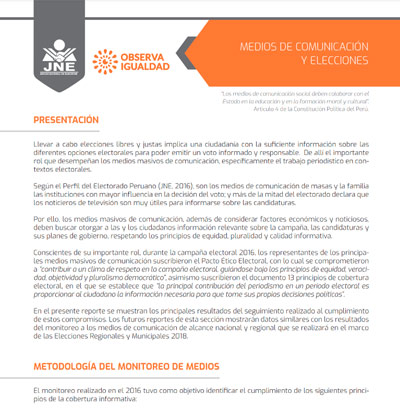 JNE
OBSERVA
IGUALDAD
MEDIOS DE COMUNICACIÓN
Y ELECCIONES
"Los medios de comunicación social deben colaborar con el
Estado en la educación y en la formación moral y cultural".
Artículo 14 de la Constitución Política del Perú.
PRESENTACIÓN
Llevar a cabo elecciones libres y justas implica una ciudadanía con la suficiente información sobre las
diferentes opciones electorales para poder emitir un voto informado y responsable. De allí el importante
rol que desempeñan los medios masivos de comunicación, específicamente el trabajo periodístico en con-
textos electorales.
Según el Perfil del Electorado Peruano (JNE, 2016), son los medios de comunicación de masas y la familia
las instituciones con mayor influencia en la decisión del voto; y más de la mitad del electorado declara que
los noticieros de televisión son muy útiles para informarse sobre las candidaturas.
Por ello, los medios masivos de comunicación, además de considerar factores económicos y noticiosos,
deben buscar otorgar a las y los ciudadanos información relevante sobre la campaña, las candidaturas y
sus planes de gobierno, respetando los principios de equidad, pluralidad y calidad informativa.
Conscientes de su importante rol, durante la campaña electoral 2016, los representantes de los principa-
les medios masivos de comunicación suscribieron el Pacto Ético Electoral, con lo cual se comprometieron
a "contribuir a un clima de respeto en la campaña electoral, guiándose bajo los principios de equidad, veraci-
dad, objetividad y pluralismo democrático", asimismo suscribieron el documento 13 principios de cobertura
electoral, en el que se establece que "la principal contribución del periodismo en un periodo electoral es
proporcionar al ciudadano la información necesaria para que tome sus propias decisiones políticas".
En el presente reporte se muestran los principales resultados del seguimiento realizado al cumplimiento
de estos compromisos. Los futuros reportes de esta sección mostrarán datos similares con los resultados
del monitoreo a los medios de comunicación de alcance nacional y regional que se realizará en el marco
de las Elecciones Regionales y Municipales 2018.
METODOLOGÍA DEL MONITOREO DE MEDIOS
El monitoreo realizado en el 2016 tuvo como objetivo identificar el cumplimiento de los siguientes princi-
pios de la cobertura informativa: